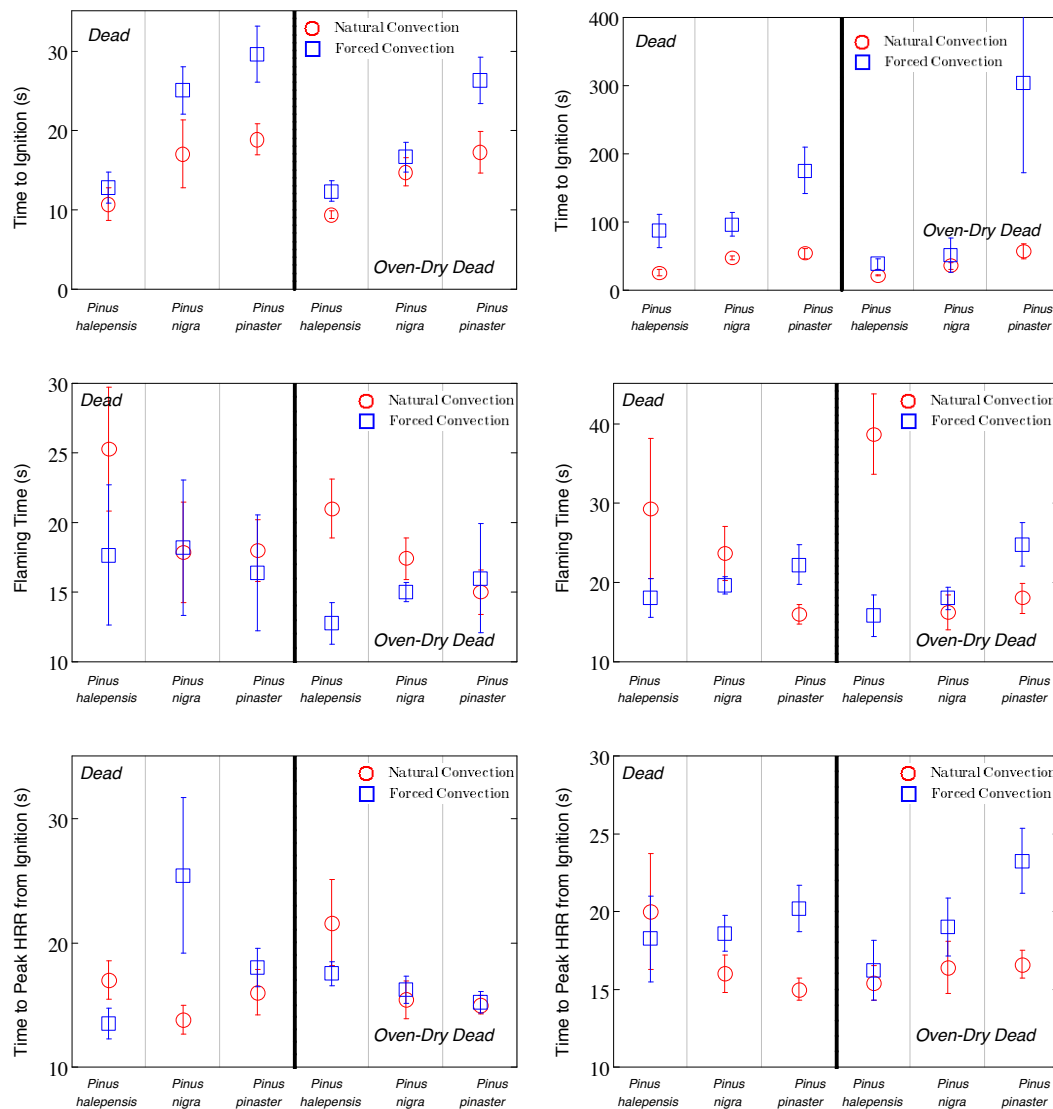 Dead
Natural Convection
Forced Convection
Time to Ignition (s)
30
20
10
0
Oven-Dry Dead
Pinus halepensis
Pinus nigra
Pinus pinaster
Pinus halepensis
Pinus nigra
Pinus pinaster
Dead
Natural Convection
Forced Convection
Time to Ignition (s)
400
300
200
100
0
Oven-Dry Dead
Pinus halepensis
Pinus nigra
Pinus pinaster
Pinus halepensis
Pinus nigra
Pinus pinaster
Dead
Natural Convection
Forced Convection
Flaming Time (s)
30
25
20
15
10
Oven-Dry Dead
Pinus halepensis
Pinus nigra
Pinus pinaster
Pinus halepensis
Pinus nigra
Pinus pinaster
Dead
Natural Convection
Forced Convection
Flaming Time (s)
40
30
20
10
Oven-Dry Dead
Pinus halepensis
Pinus nigra
Pinus pinaster
Pinus halepensis
Pinus nigra
Pinus pinaster
Dead
Natural Convection
Forced Convection
Time to Peak HRR from Ignition (s)
30
20
10
Oven-Dry Dead
Pinus halepensis
Pinus nigra
Pinus pinaster
Pinus halepensis
Pinus nigra
Pinus pinaster
Dead
Natural Convection
Forced Convection
Time to Peak HRR from Ignition (s)
30
25
20
15
10
Oven-Dry Dead
Pinus halepensis
Pinus nigra
Pinus pinaster
Pinus halepensis
Pinus nigra
Pinus pinaster